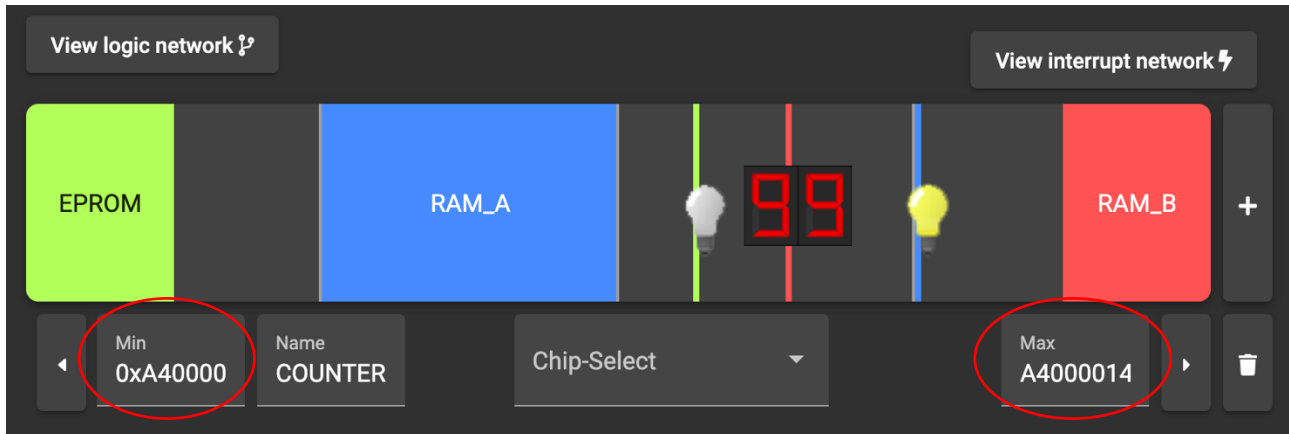 View logic network
View interrupt network
EPROM
RAM_A
99
RAM_B
+
Min
0xA40000
Name
COUNTER
Chip-Select
Max
A4000014